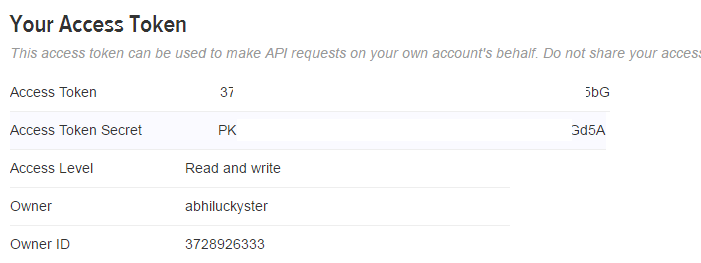 Your Access Token
This access token can be used to make API requests on your own account's behalf. Do not share your access
Access Token 37 5bG
Access Token Secret PK Gd5A
Access Level Read and write
Owner abhiluckyster
Owner ID 3728926333